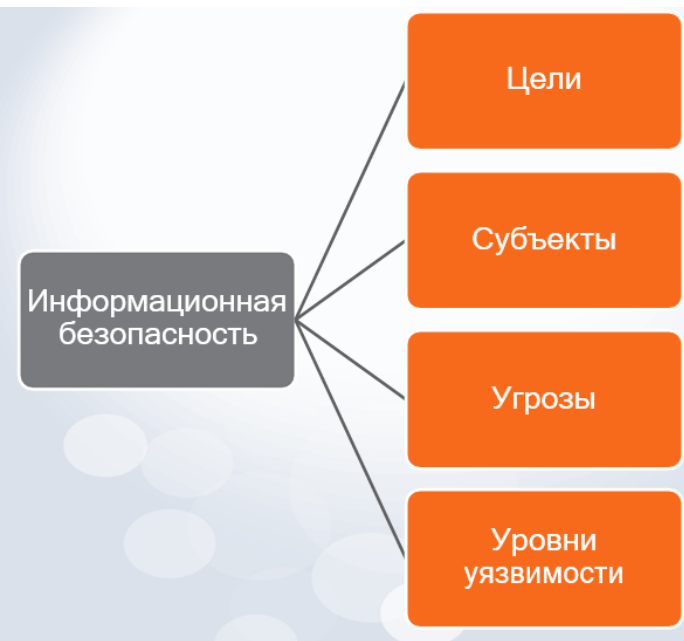 Цели
Субъекты
Информационная
безопасность
Угрозы
Уровни
уязвимости